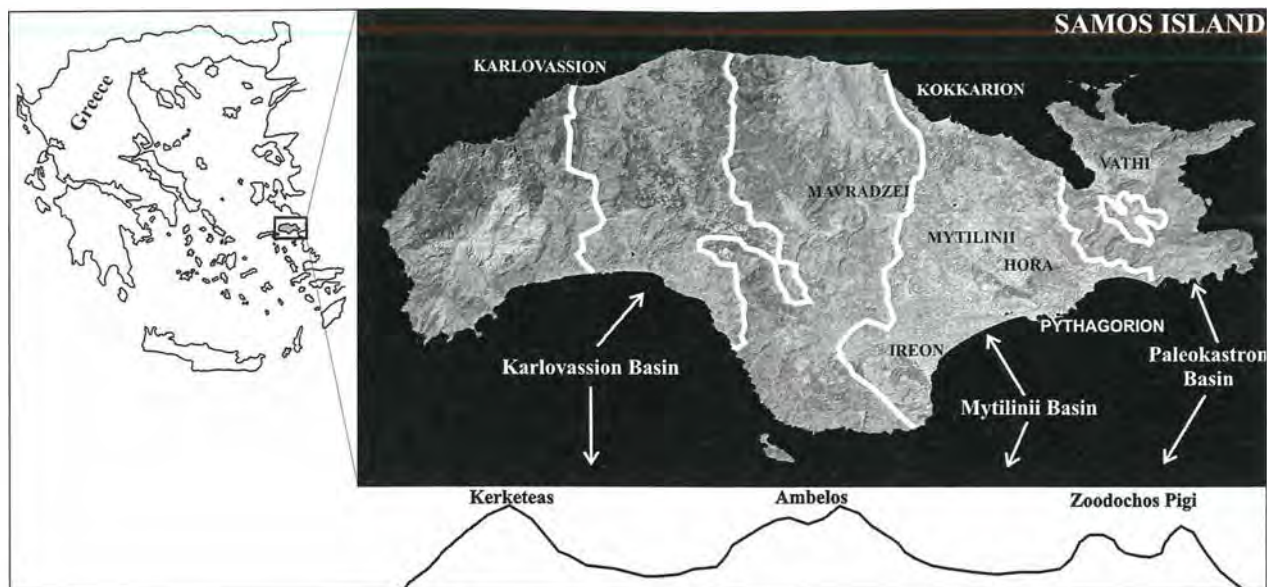 SAMOS ISLAND
Greece
KARLOVASSION
KOKKARION
VATHI
MAVRADZEI
MYTILINII
HORA
PYTHAGORION
IREON
Karlovassion Basin
Mytilinii Basin
Paleokastron
Basin
Kerketeas
Ambelos
Zoodochos Pigi